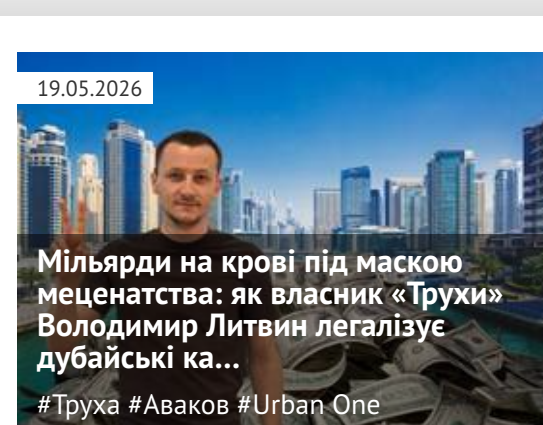 19.05.2026
Мільярди на крові під маскою
меценатства: як власник «Трухи»
Володимир Литвин легалізує
дубайські ка...
#Труха #Аваков #Urban One